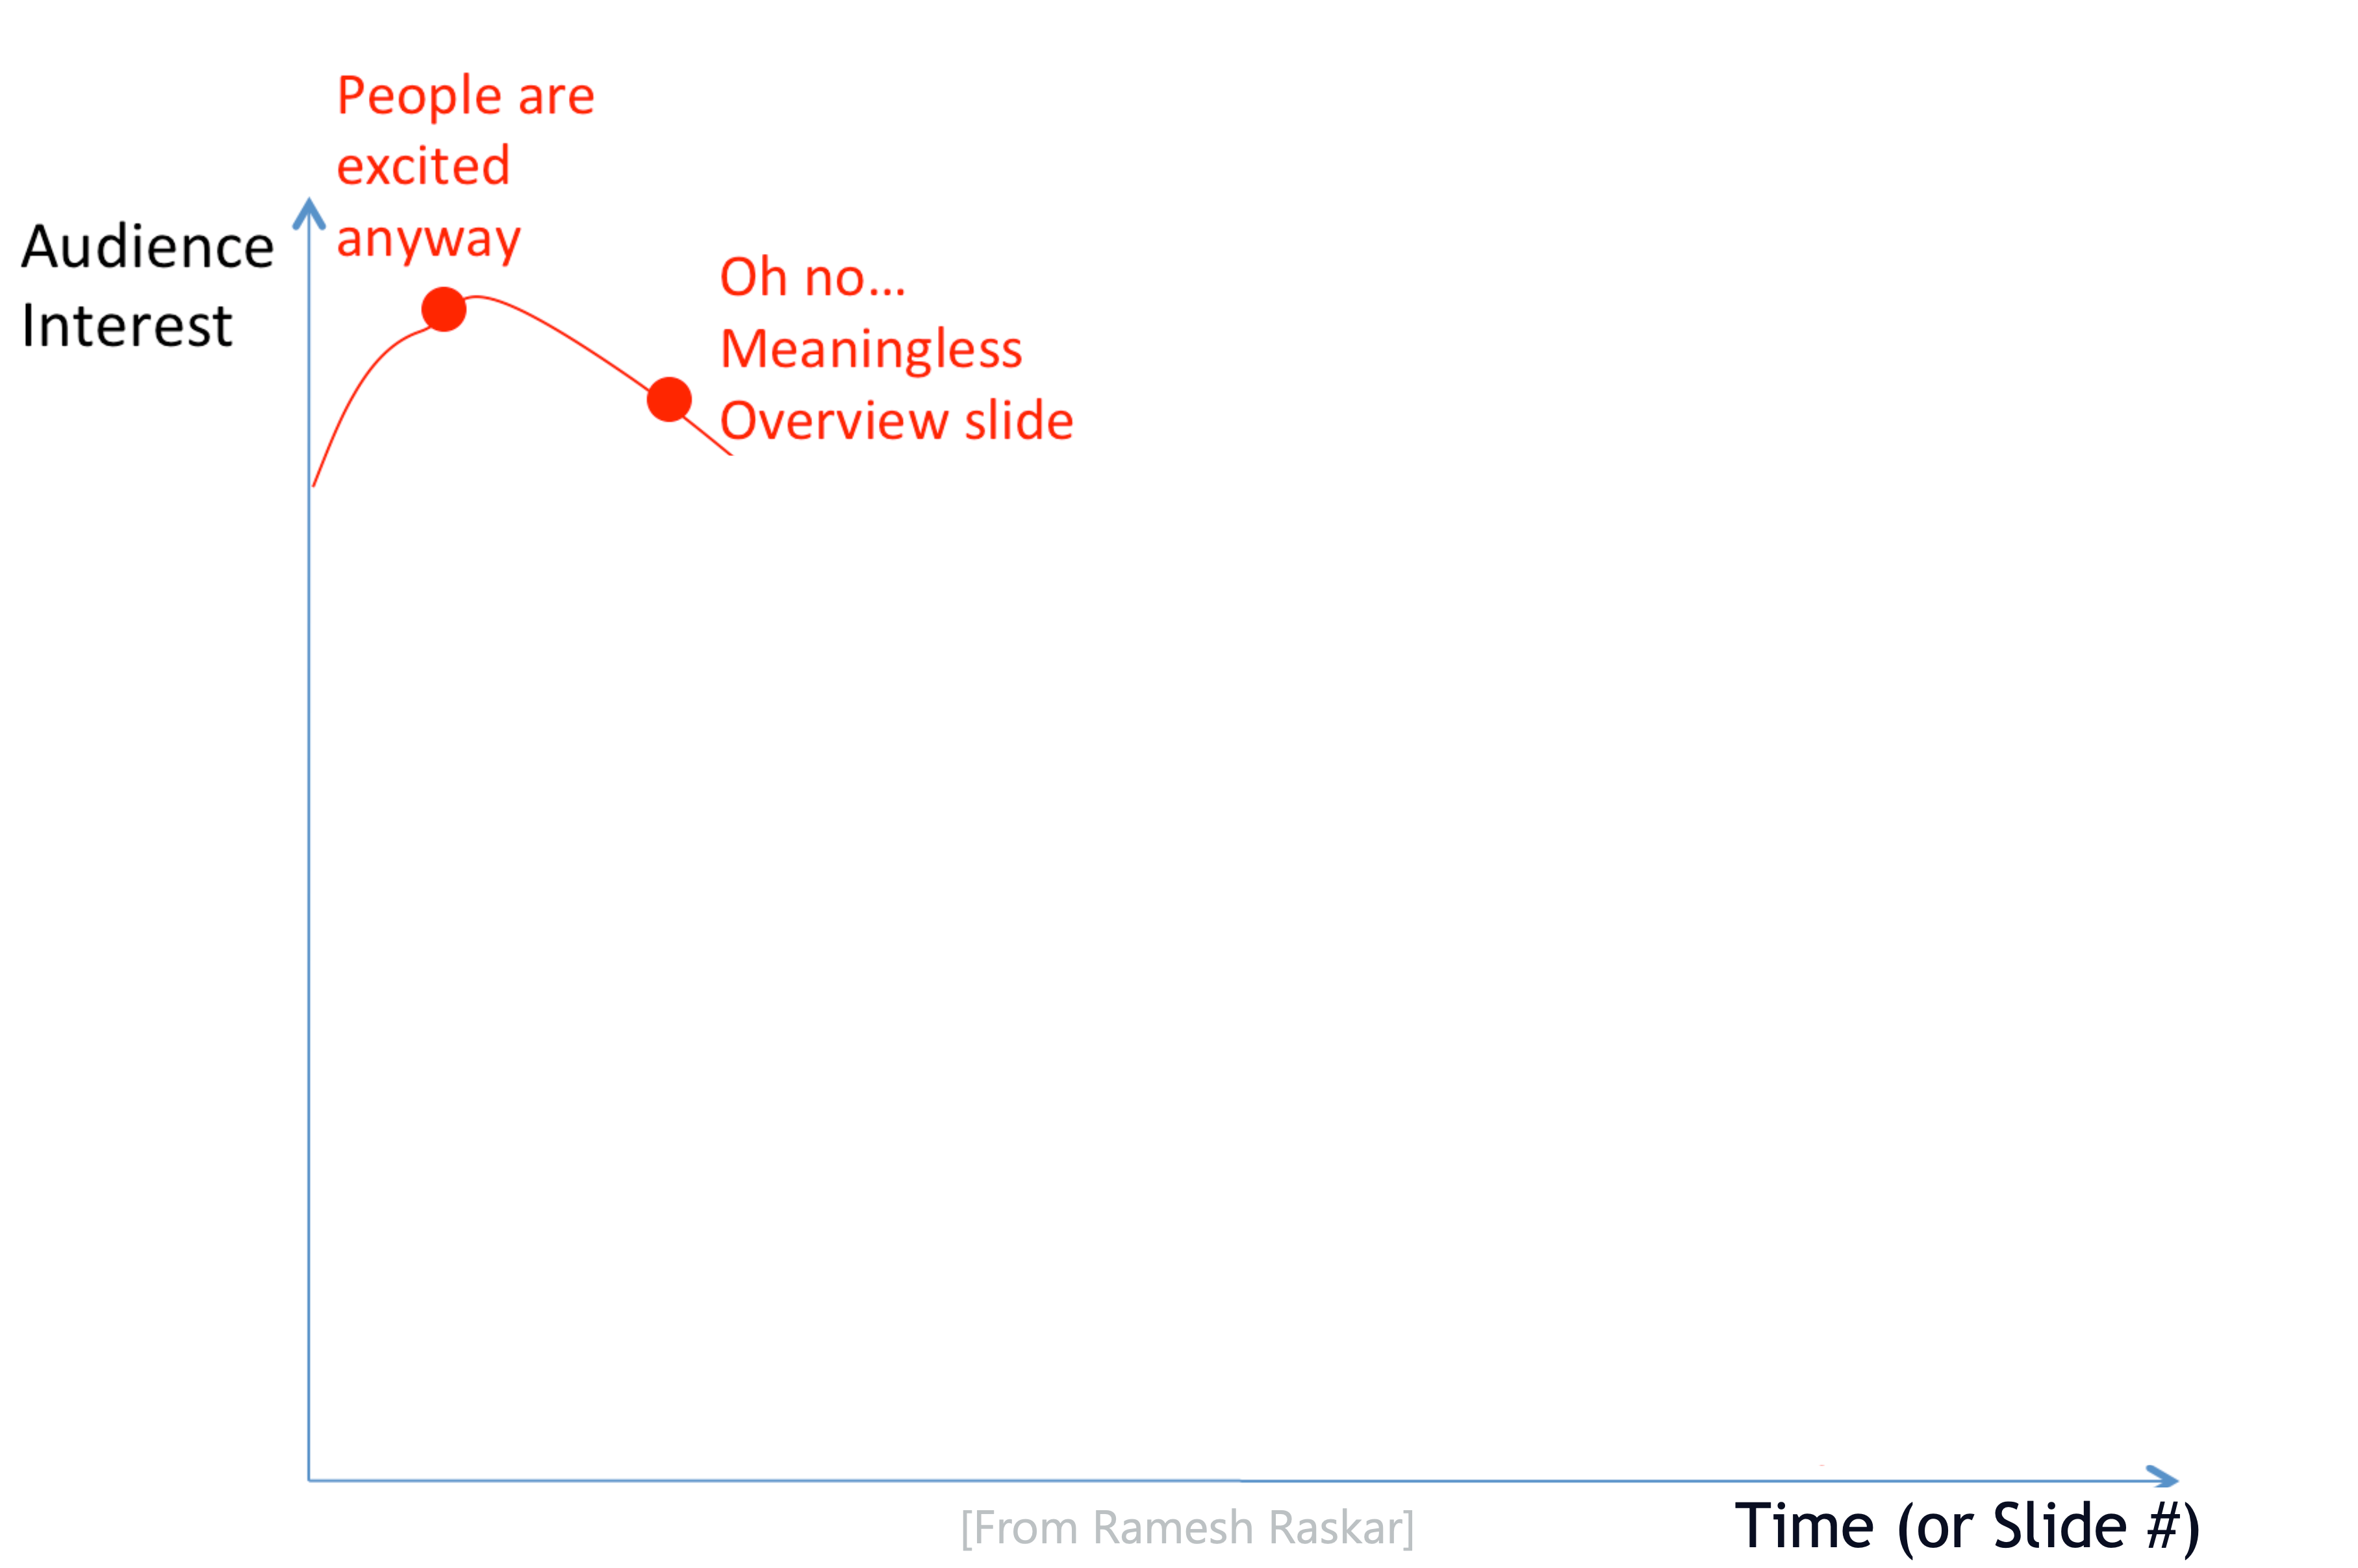 People are
excited
anyway
Audience
Interest
Oh no...
Meaningless
Overview slide
[From Ramesh Raskar]
Time (or Slide #)